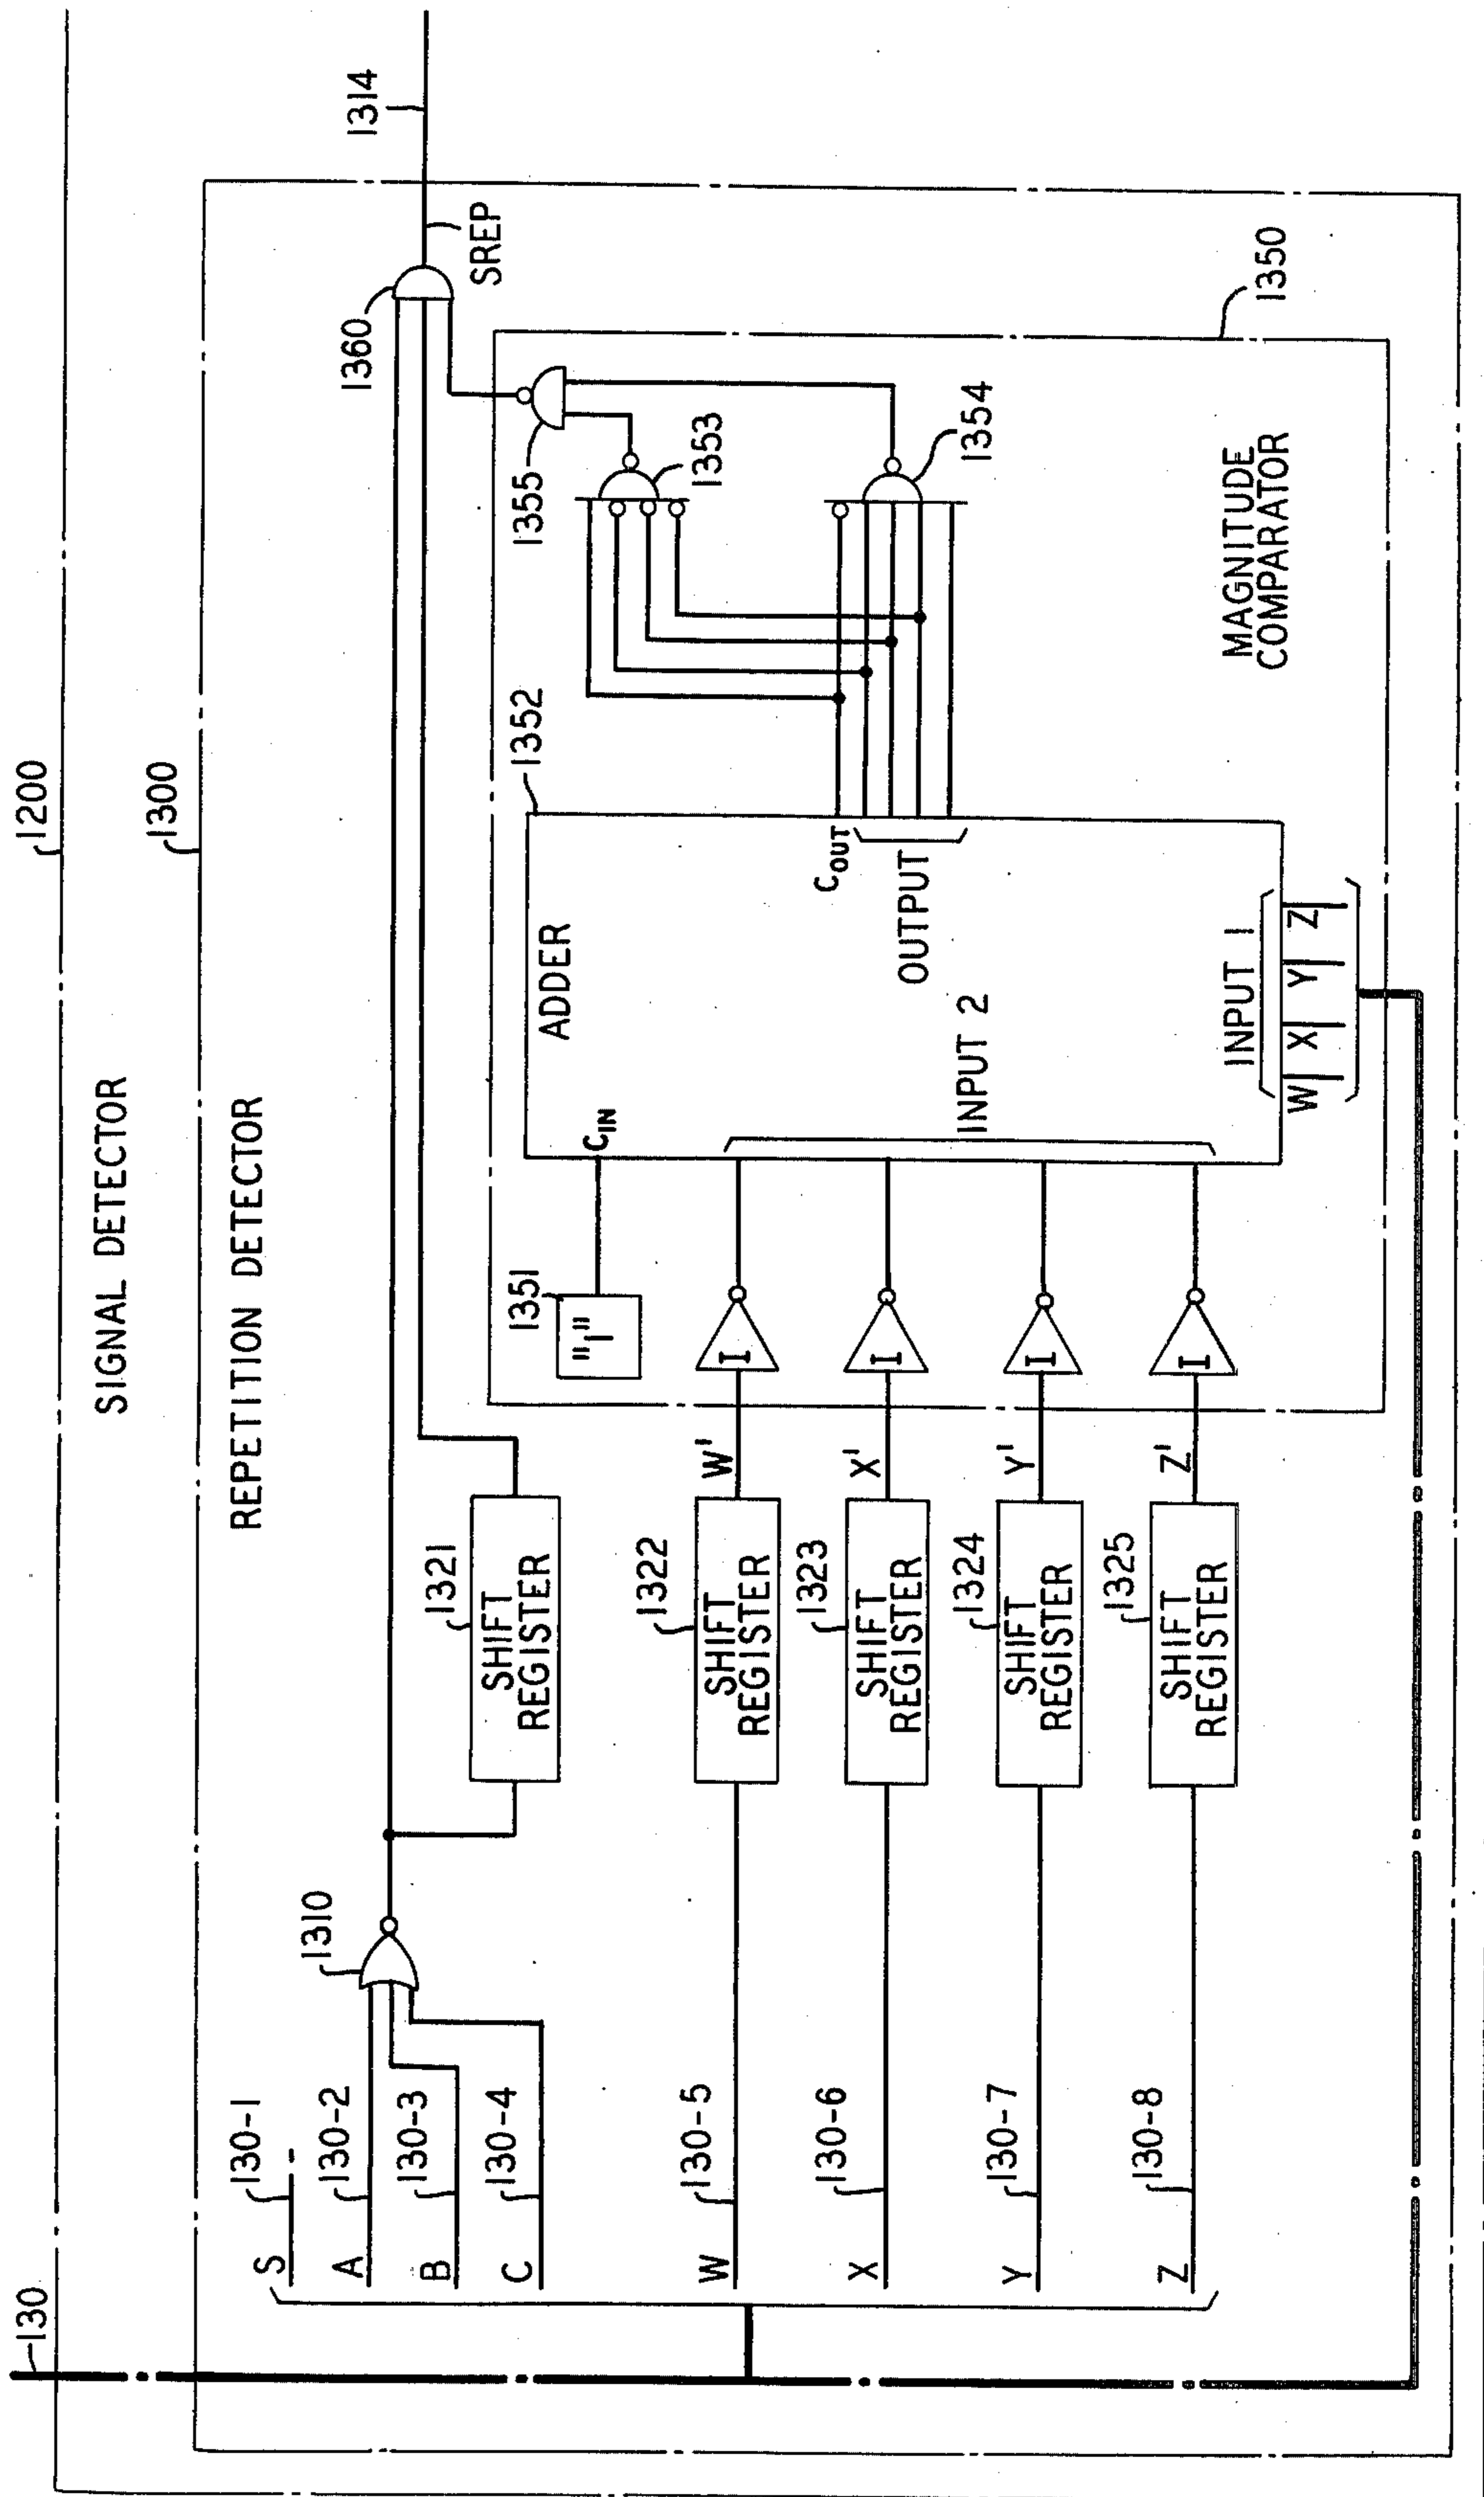 130
1200
SIGNAL DETECTOR
1300
REPETITION DETECTOR
S
130-1
A
130-2
B
130-3
C
130-4
1310
1360
1314
SREP
1321
SHIFT
REGISTER
W
130-5
1322
SHIFT
REGISTER
W'
X
130-6
1323
SHIFT
REGISTER
X'
Y
130-7
1324
SHIFT
REGISTER
Y'
Z
130-8
1325
SHIFT
REGISTER
Z'
1351
"1"
I
I
I
I
CIN
ADDER
1352
INPUT 2
COUT
OUTPUT
INPUT 1
W X Y Z
1355
1353
1354
MAGNITUDE
COMPARATOR
1350